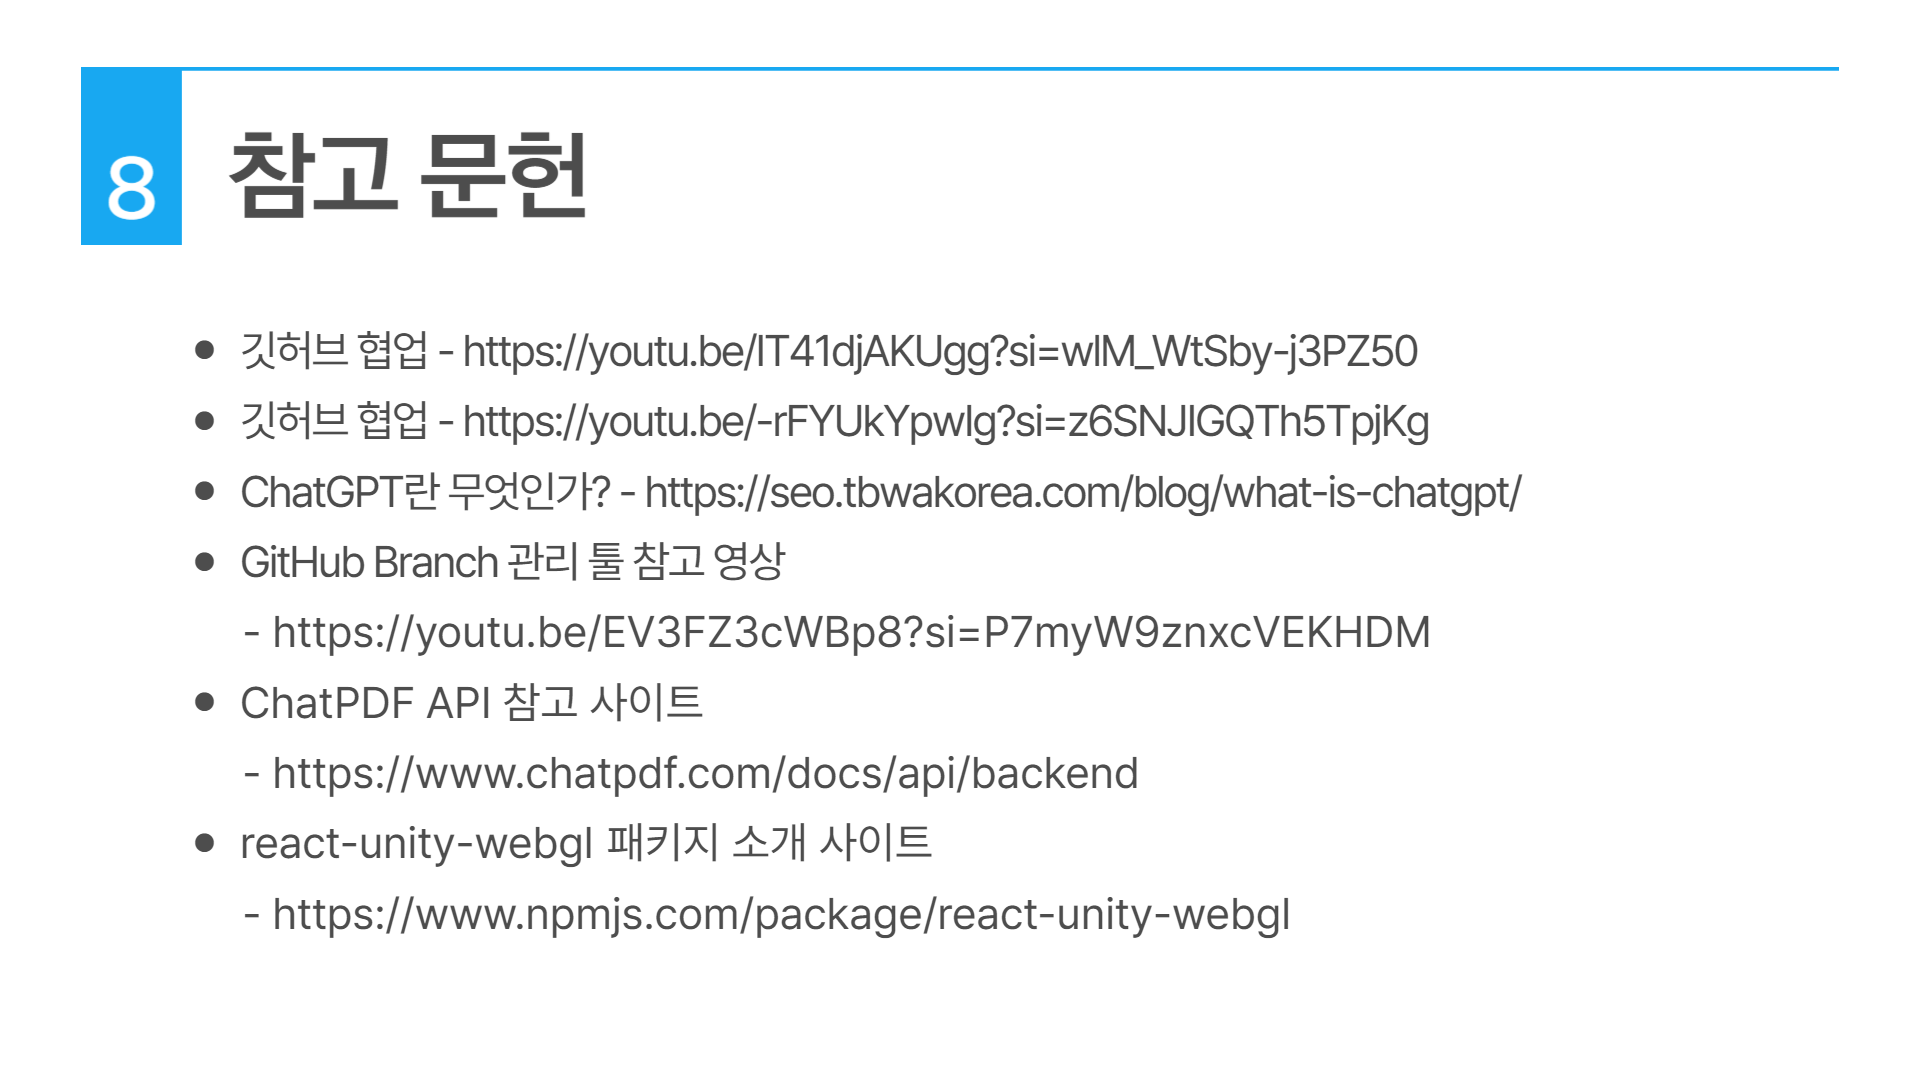 8
참고 문헌
• 깃허브 협업 - https://youtu.be/IT41djAKUgg?si=wIM_WtSby-j3PZ50
• 깃허브 협업 - https://youtu.be/-rFYUkYpwIg?si=z6SNJIGQTh5TpjKg
• ChatGPT란 무엇인가? - https://seo.tbwakorea.com/blog/what-is-chatgpt/
• GitHub Branch 관리 툴 참고 영상
- https://youtu.be/EV3FZ3cWBp8?si=P7myW9znxcVEKHDM
• ChatPDF API 참고 사이트
- https://www.chatpdf.com/docs/api/backend
• react-unity-webgl 패키지 소개 사이트
- https://www.npmjs.com/package/react-unity-webgl